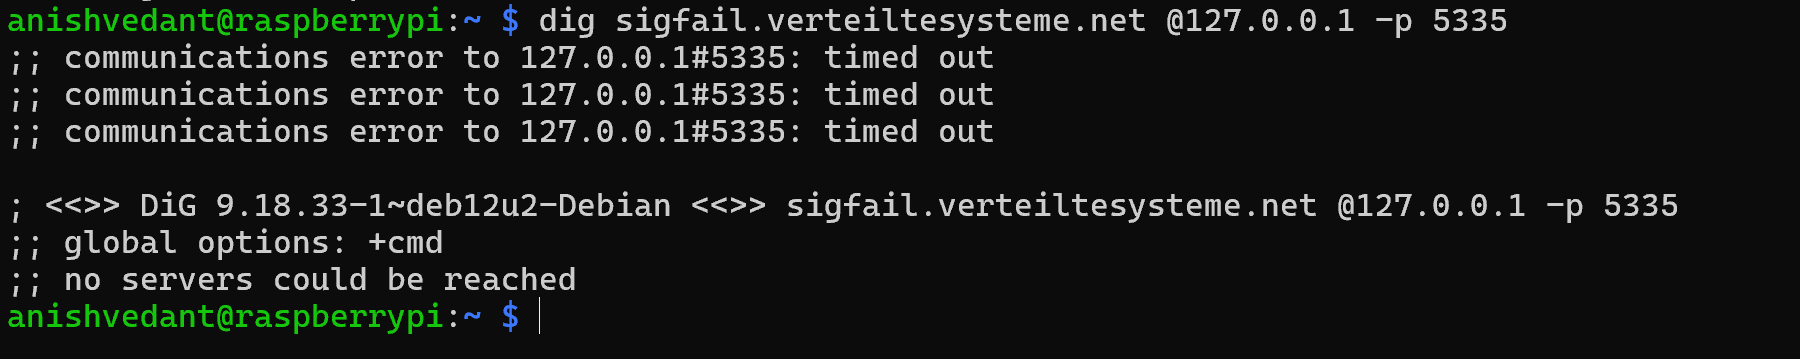 anishvedant@raspberrypi:~ $ dig sigfail.verteiltesysteme.net @127.0.0.1 -p 5335
;; communications error to 127.0.0.1#5335: timed out
;; communications error to 127.0.0.1#5335: timed out
;; communications error to 127.0.0.1#5335: timed out

; <<>> DiG 9.18.33-1~deb12u2-Debian <<>> sigfail.verteiltesysteme.net @127.0.0.1 -p 5335
;; global options: +cmd
;; no servers could be reached
anishvedant@raspberrypi:~ $